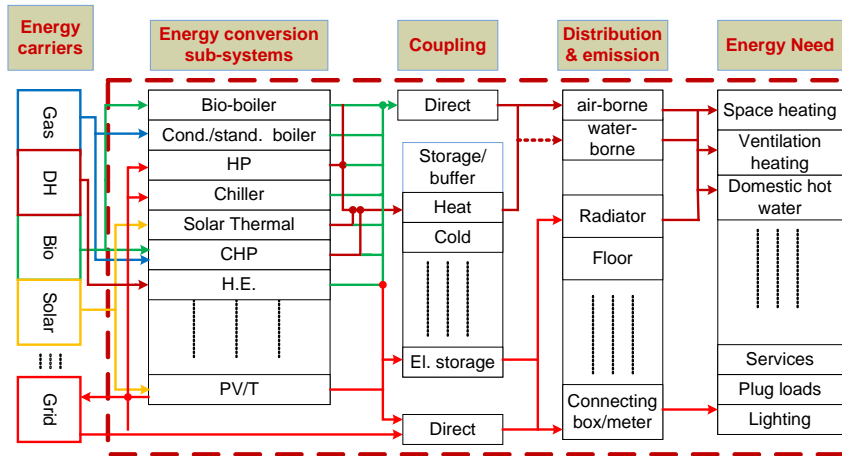 Energy
carriers
Energy conversion
sub-systems
Coupling
Distribution
& emission
Energy Need
Gas
DH
Bio
Solar
Grid
Bio-boiler
Cond./stand. boiler
HP
Chiller
Solar Thermal
CHP
H.E.
PV/T
Direct
Storage/
buffer
Heat
Cold
El. storage
Direct
air-borne
water-
borne
Radiator
Floor
Connecting
box/meter
Space heating
Ventilation
heating
Domestic hot
water
Services
Plug loads
Lighting